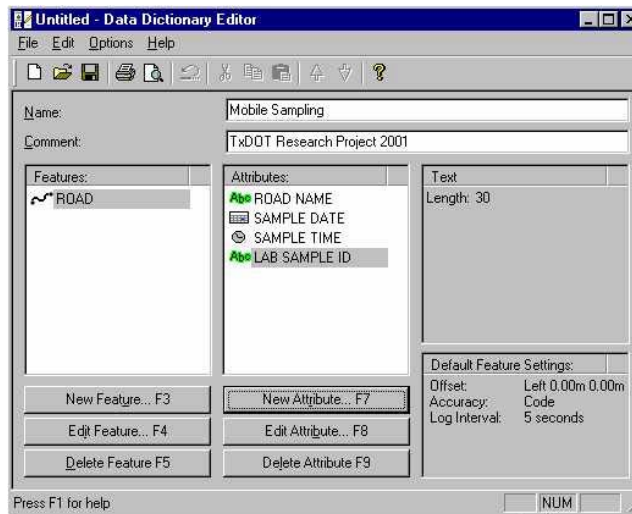 Untitled - Data Dictionary Editor
File Edit Options Help
Name: Mobile Sampling
Comment: TxDOT Research Project 2001
Features:
ROAD
Attributes:
Abc ROAD NAME
SAMPLE DATE
SAMPLE TIME
Abc LAB SAMPLE ID
Text
Length: 30
Default Feature Settings:
Offset: Left 0.00m 0.00m
Accuracy: Code
Log Interval: 5 seconds
New Feature... F3
New Attribute... F7
Edit Feature... F4
Edit Attribute... F8
Delete Feature F5
Delete Attribute F9
Press F1 for help
NUM